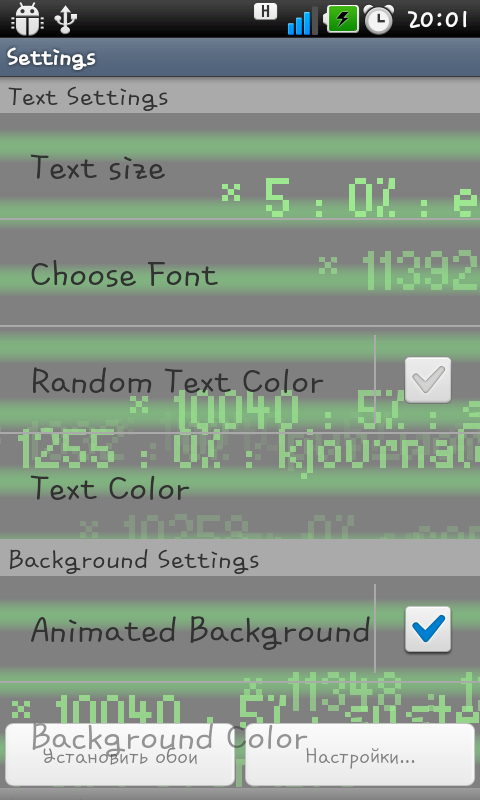 H
20:01
Settings
Text Settings
Text size
× 5 : 0% : e
Choose Font
× 11392
Random Text Color
× 10040 : 5% :
1255 : 0% : kjournal
Text Color
× 10259 0%
Background Settings
Animated Background
× 11348
× 10040 5%
Background Color
Установить обои
Настройки...